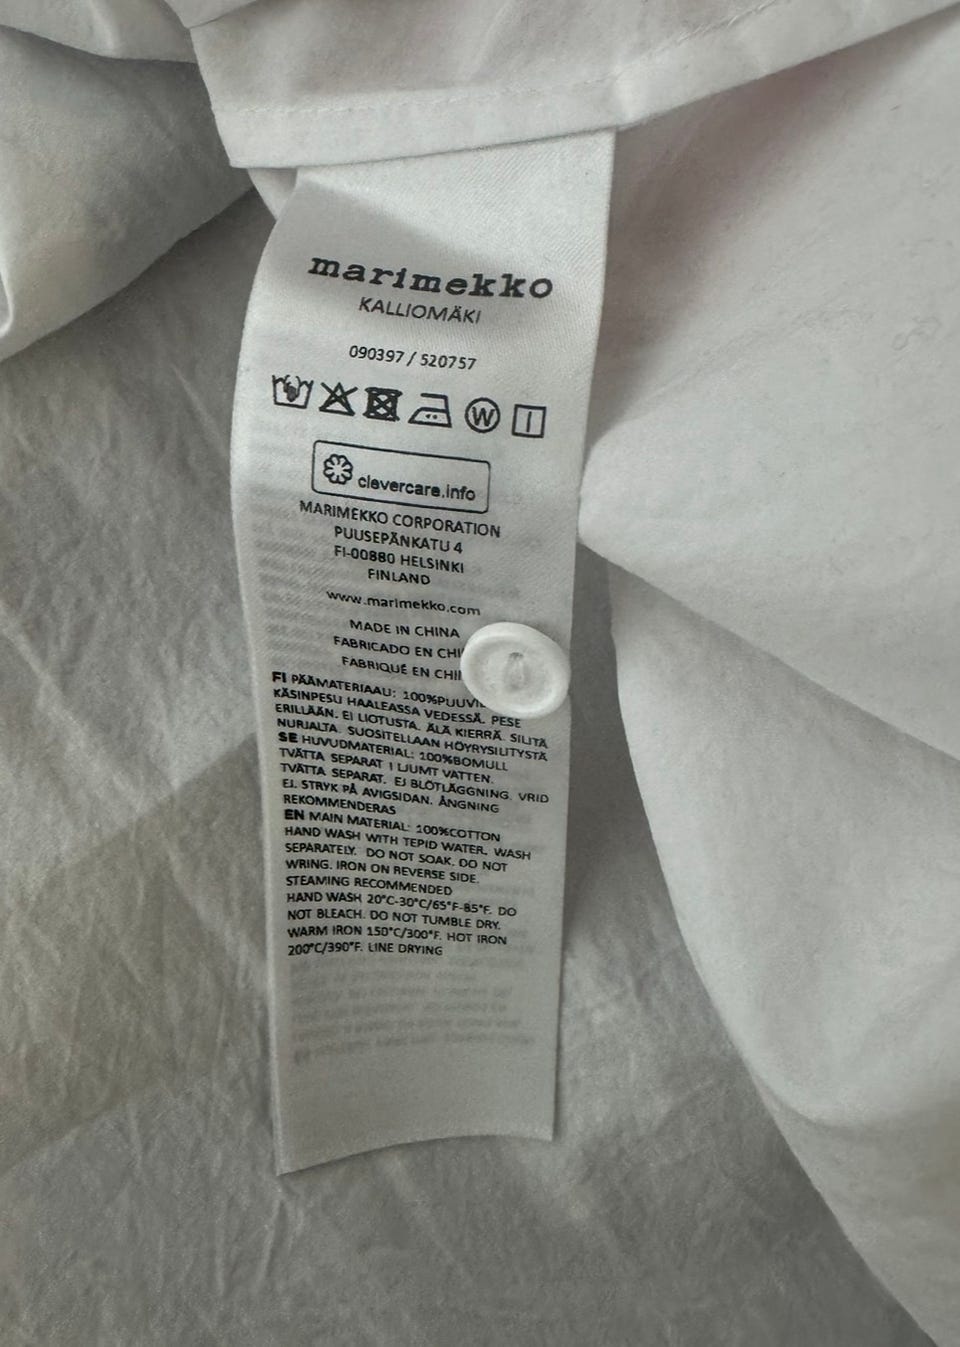 marimekko
KALLIOMÄKI
090397 / 520757
W
clevercare.info
MARIMEKKO CORPORATION
PUUSEPÄNKATU 4
FI-00880 HELSINKI
FINLAND
www.marimekko.com
MADE IN CHINA
FABRICADO EN CHI
FABRIQUÉ EN CHI
FI PÄÄMATERIAAU: 100%PUUVI
KÄSINPESU HAALEASSA VEDESSÄ. PESE
ERILLÄÄN. EI LIOTUSTA. ÄLÄ KIERRÄ. SILITÄ
NURJALTA. SUOSITELLAAN HÖYRYSILITYSTÄ
SE HUVUDMATERIAL: 100%BOMULL
TVÄTTA SEPARAT I LJUMT VATTEN.
TVÄTTA SEPARAT. EJ BLÖTLÄGGNING. VRID
EJ. STRYK PÅ AVIGSIDAN. ÅNGNING
REKOMMENDERAS
EN MAIN MATERIAL: 100%COTTON
HAND WASH WITH TEPID WATER. WASH
SEPARATELY. DO NOT SOAK. DO NOT
WRING. IRON ON REVERSE SIDE.
STEAMING RECOMMENDED
HAND WASH 20°C-30°C/65°F-85°F. DO
NOT BLEACH. DO NOT TUMBLE DRY.
WARM IRON 150°C/300°F. HOT IRON
200°C/390°F. LINE DRYING